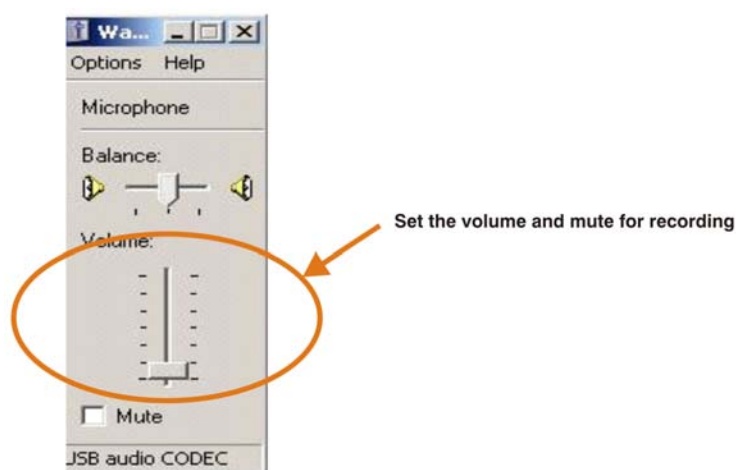 Wa...
Options Help
Microphone
Balance:
Volume:
Set the volume and mute for recording
Mute
JSB audio CODEC